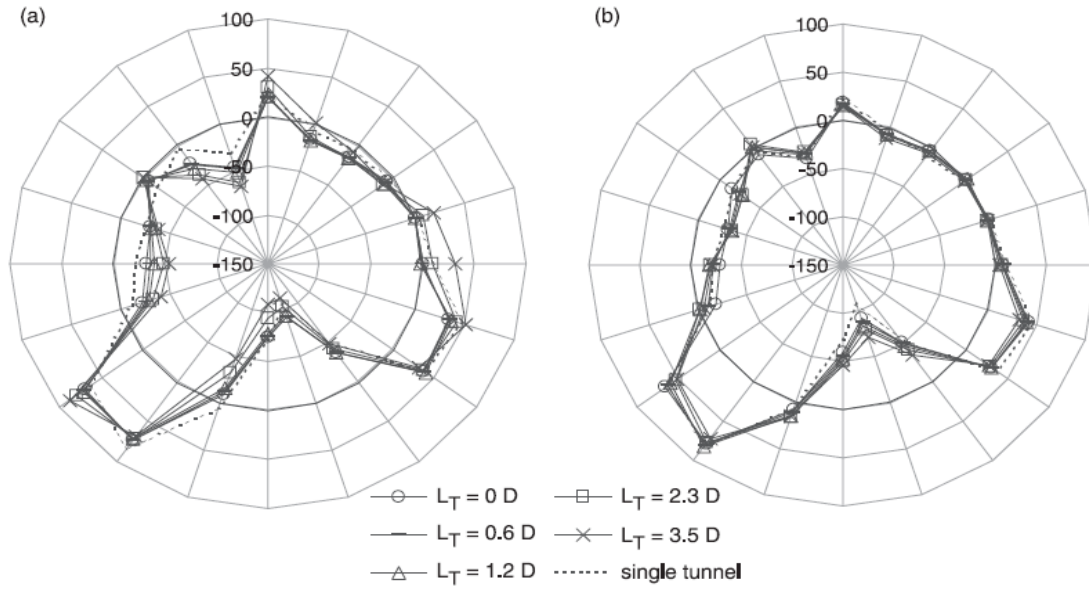 (a)
100
50
0
-50
-100
-150
(b)
100
50
0
-50
-100
-150
L_T = 0 D
L_T = 2.3 D
L_T = 0.6 D
L_T = 3.5 D
L_T = 1.2 D
single tunnel